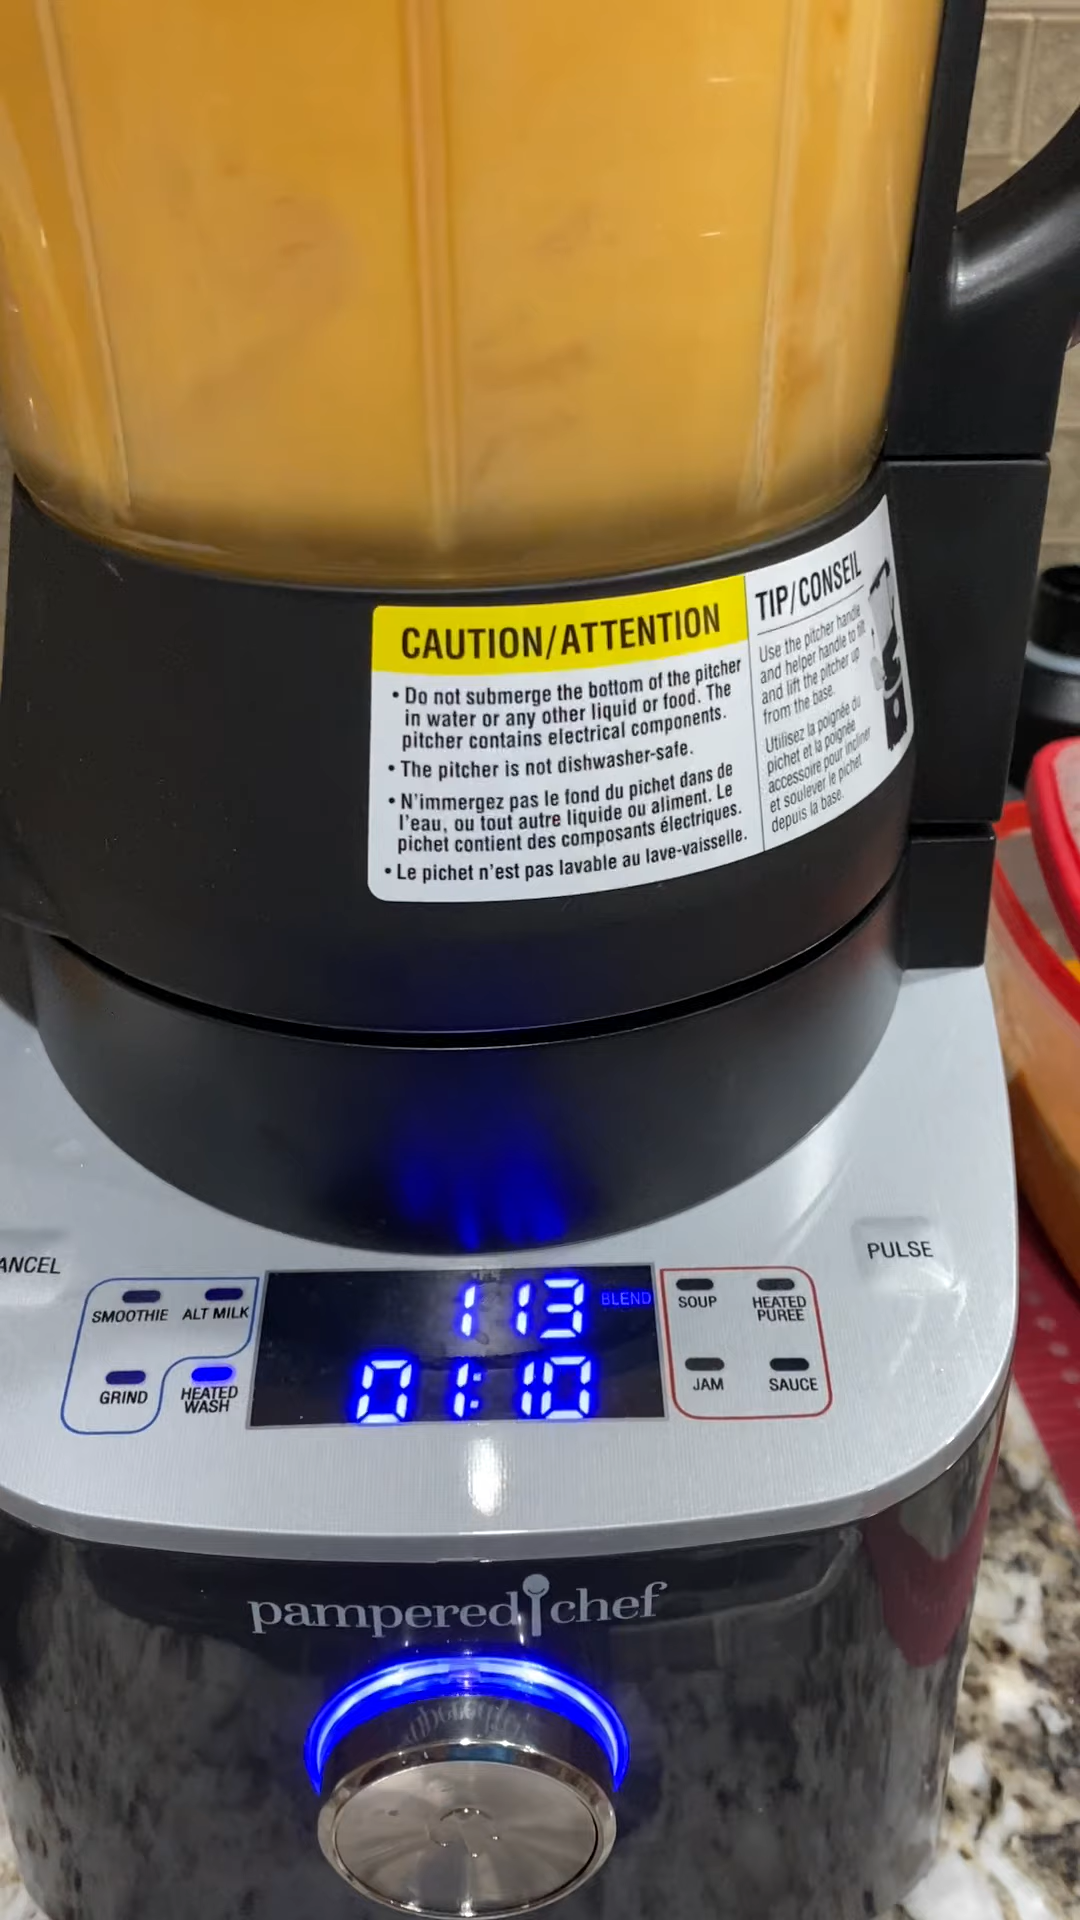 CAUTION/ATTENTION
• Do not submerge the bottom of the pitcher
in water or any other liquid or food. The
pitcher contains electrical components.
• The pitcher is not dishwasher-safe.
• N'immergez pas le fond du pichet dans de
l'eau, ou tout autre liquide ou aliment. Le
pichet contient des composants électriques.
• Le pichet n'est pas lavable au lave-vaisselle.
TIP/CONSEIL
Use the pitcher handle
and helper handle to tilt
and lift the pitcher up
from the base.
Utilisez la poignée du
pichet et la poignée
accessoire pour incliner
et soulever le pichet
depuis la base.
ANCEL
PULSE
SMOOTHIE
ALT MILK
GRIND
HEATED
WASH
113
BLEND
01:10
SOUP
HEATED
PUREE
JAM
SAUCE
pampered chef